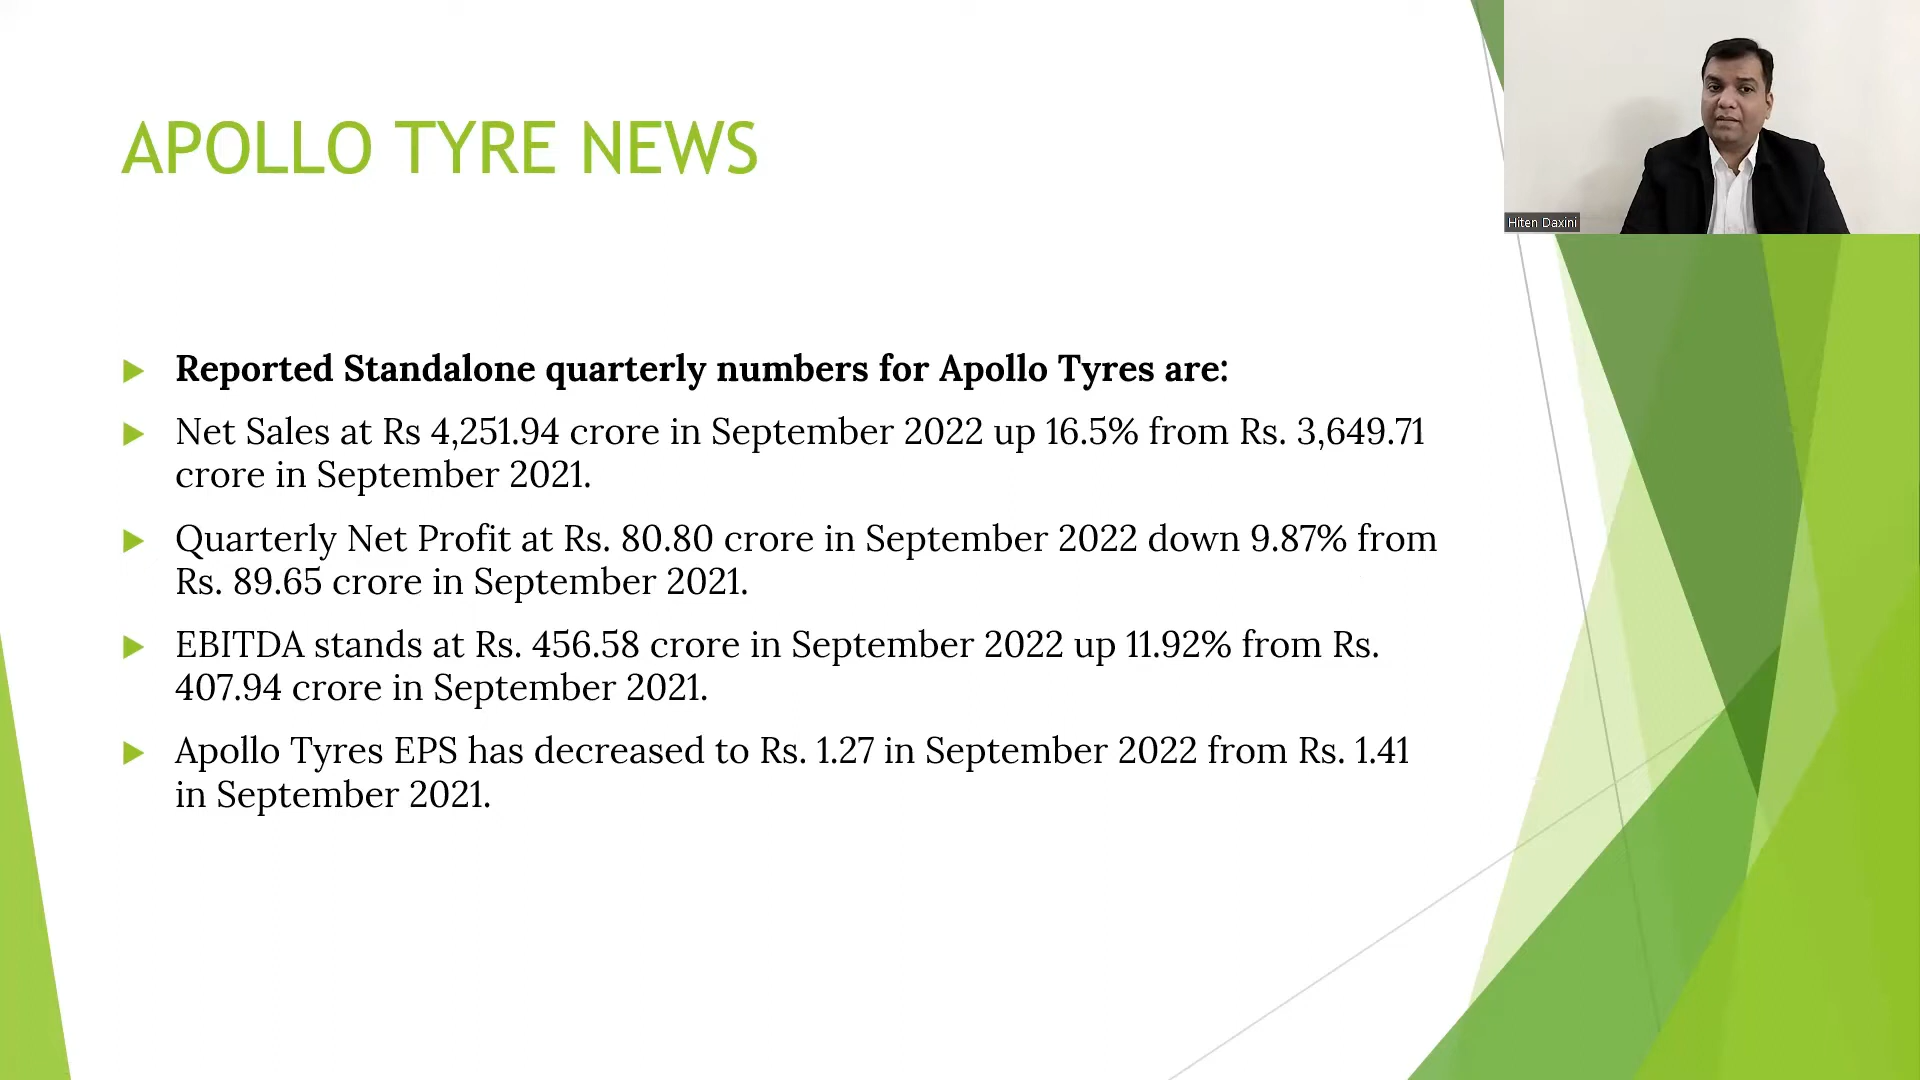 APOLLO TYRE NEWS
Hiten Daxini
Reported Standalone quarterly numbers for Apollo Tyres are:
Net Sales at Rs 4,251.94 crore in September 2022 up 16.5% from Rs. 3,649.71
crore in September 2021.
Quarterly Net Profit at Rs. 80.80 crore in September 2022 down 9.87% from
Rs. 89.65 crore in September 2021.
EBITDA stands at Rs. 456.58 crore in September 2022 up 11.92% from Rs.
407.94 crore in September 2021.
Apollo Tyres EPS has decreased to Rs. 1.27 in September 2022 from Rs. 1.41
in September 2021.